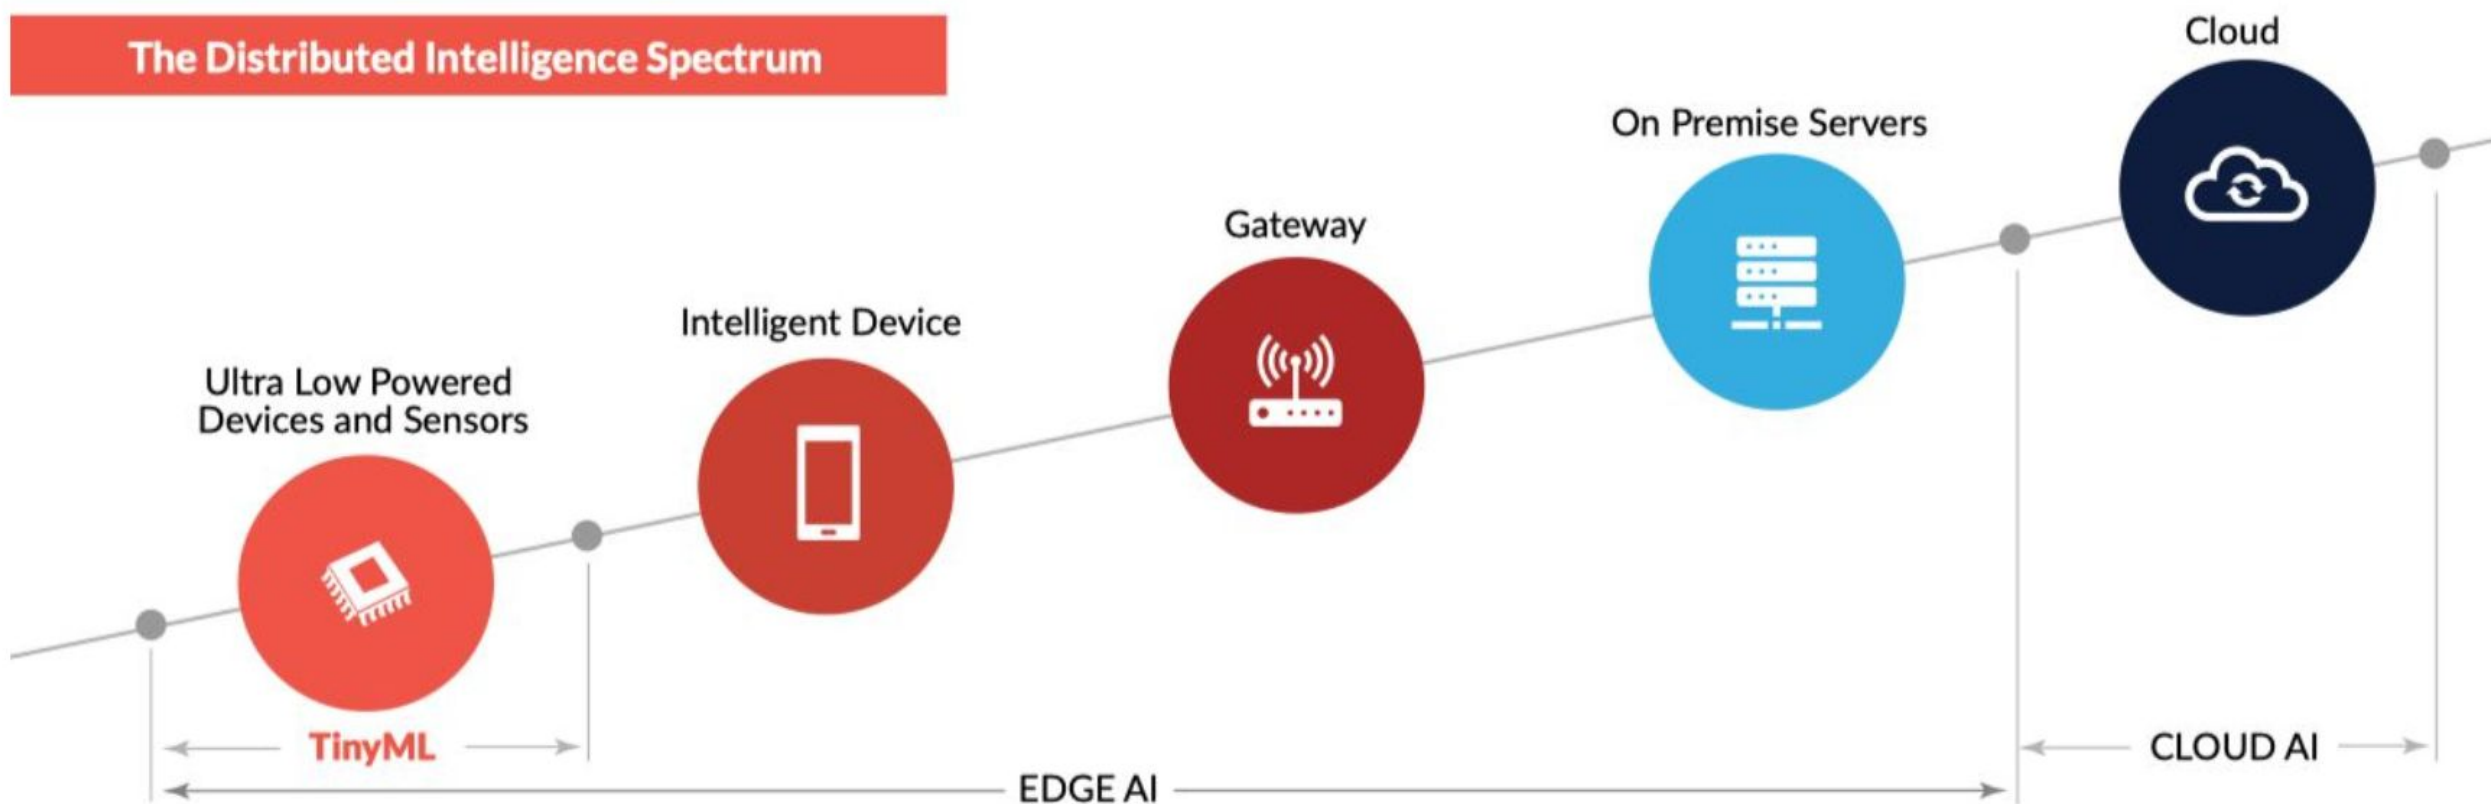 The Distributed Intelligence Spectrum
Cloud
On Premise Servers
Gateway
Intelligent Device
Ultra Low Powered
Devices and Sensors
TinyML
CLOUD AI
EDGE AI